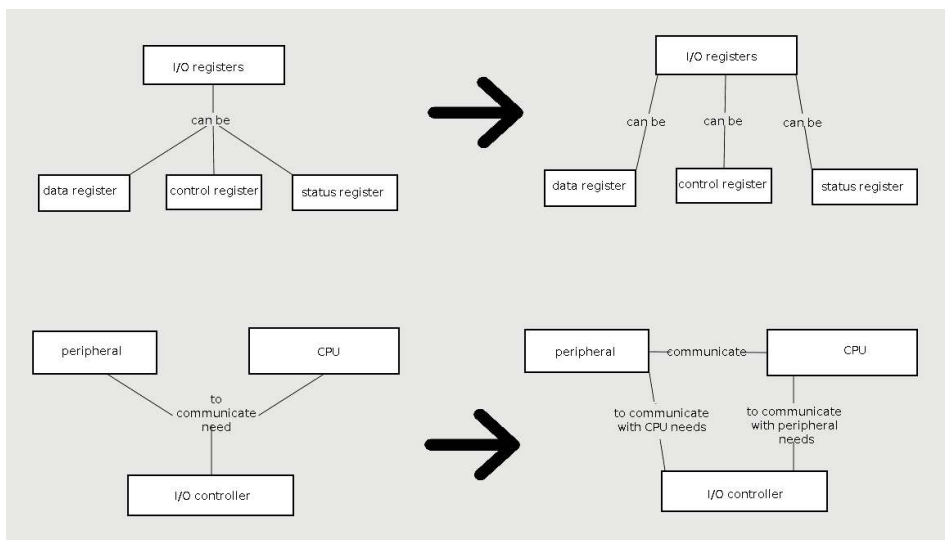 I/O registers
can be
data register
control register
status register
I/O registers
can be
can be
can be
data register
control register
status register
peripheral
CPU
to
communicate
need
I/O controller
peripheral
communicate
CPU
to communicate
with CPU needs
to communicate
with peripheral
needs
I/O controller